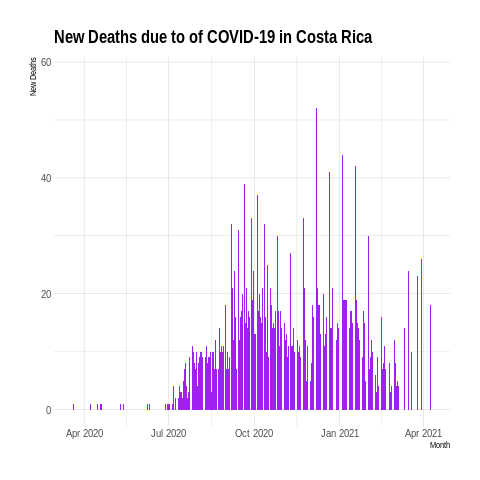 New Deaths due to of COVID-19 in Costa Rica
New Deaths
60
40
20
0
Apr 2020 Jul 2020 Oct 2020 Jan 2021 Apr 2021
Month